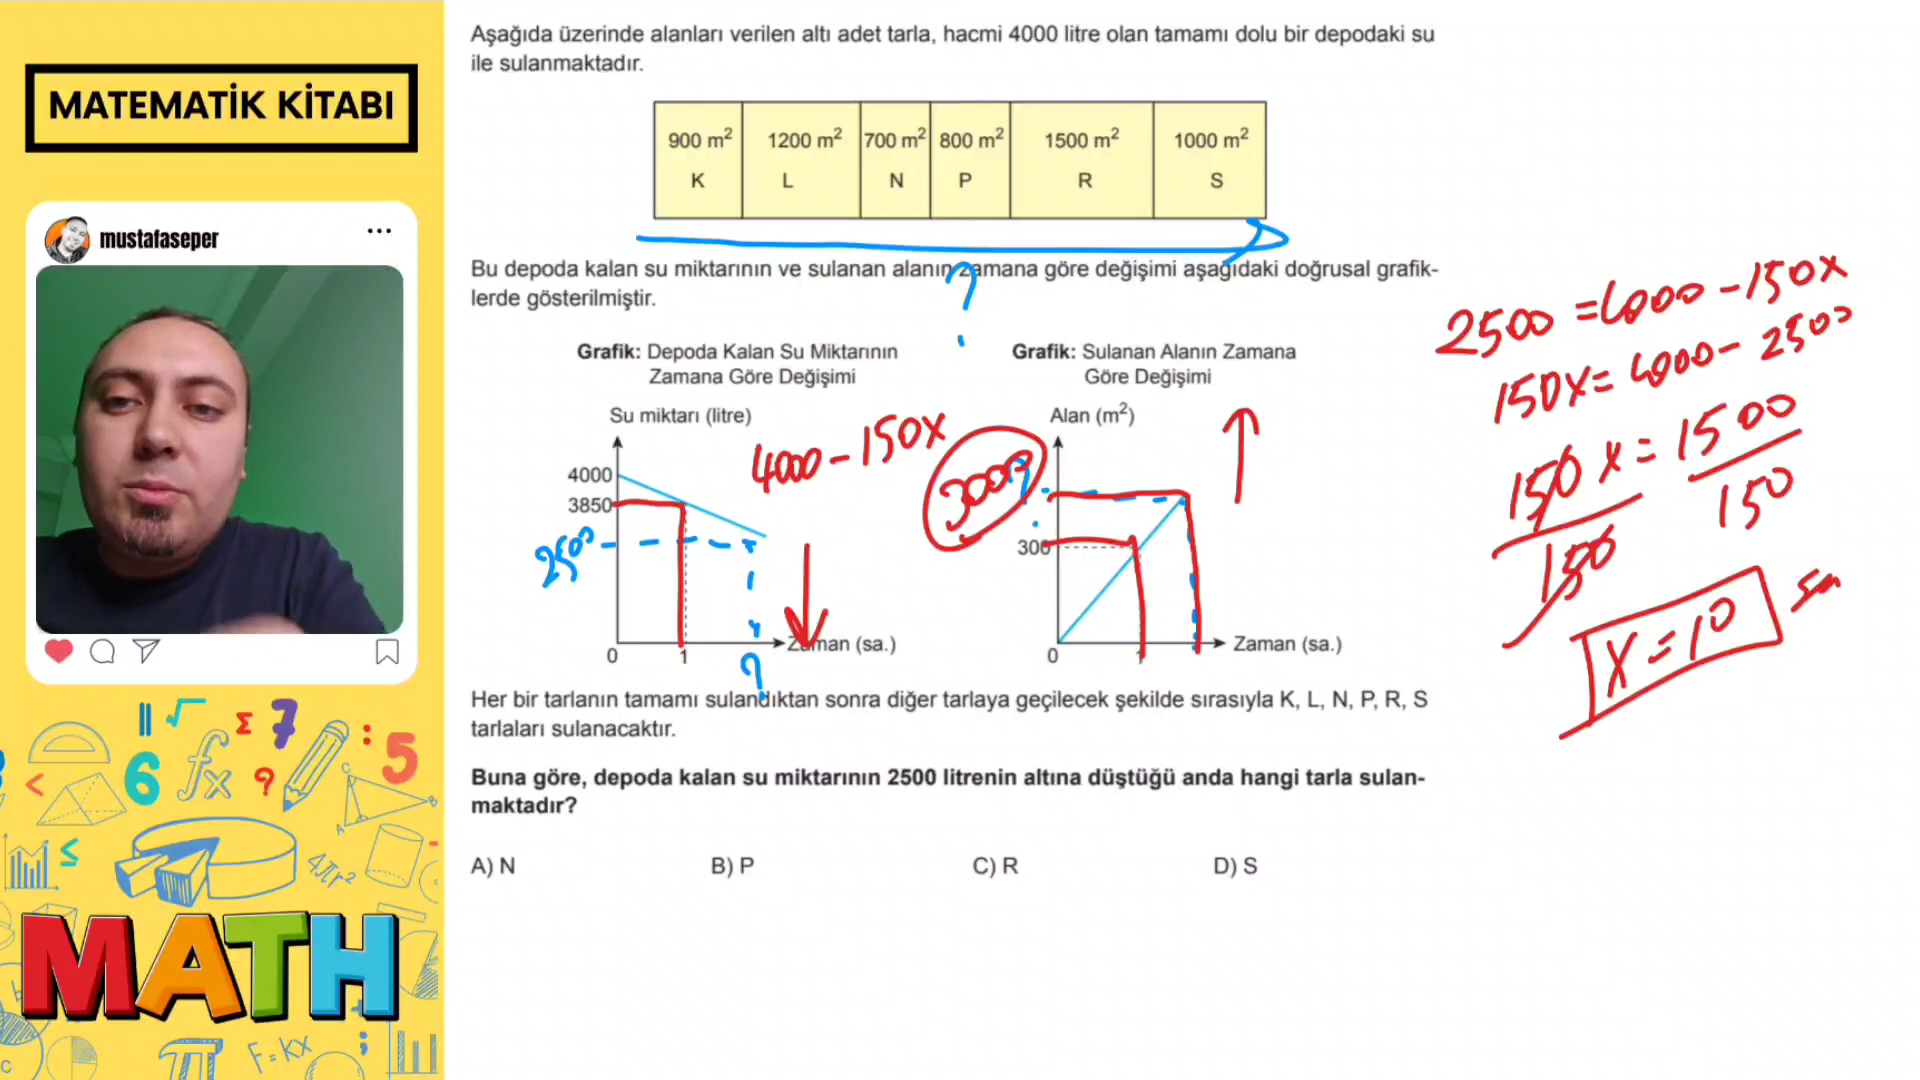 MATEMATİK KİTABI
mustafaseper
MATH
Aşağıda üzerinde alanları verilen altı adet tarla, hacmi 4000 litre olan tamamı dolu bir depodaki su
ile sulanmaktadır.
900 m² 1200 m² 700 m² 800 m² 1500 m² 1000 m²
K L N P R S
Bu depoda kalan su miktarının ve sulanan alanın zamana göre değişimi aşağıdaki doğrusal grafik-
lerde gösterilmiştir.
?
Grafik: Depoda Kalan Su Miktarının
Zamana Göre Değişimi
Su miktarı (litre)
4000
3850
2500
0 1 ? Zaman (sa.)
4000 - 150x
Grafik: Sulanan Alanın Zamana
Göre Değişimi
Alan (m²)
3000 ?
300
0 1 Zaman (sa.)
2500 = 4000 - 150x
150x = 4000 - 2500
150x = 1500
150 150
x = 10 sa
Her bir tarlanın tamamı sulandıktan sonra diğer tarlaya geçilecek şekilde sırasıyla K, L, N, P, R, S
tarlaları sulanacaktır.
Buna göre, depoda kalan su miktarının 2500 litrenin altına düştüğü anda hangi tarla sulan-
maktadır?
A) N B) P C) R D) S